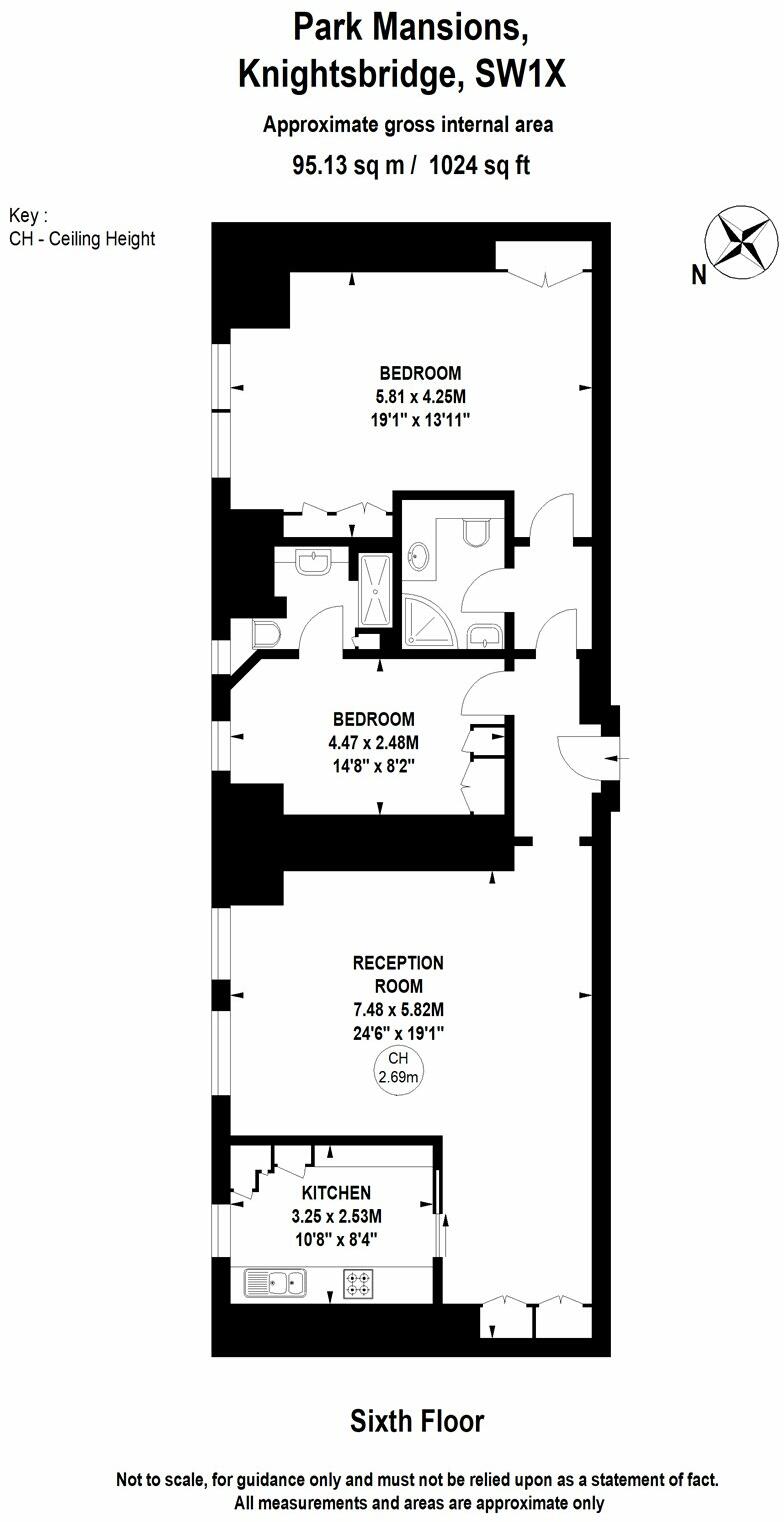 Park Mansions,
Knightsbridge, SW1X
Approximate gross internal area
95.13 sq m / 1024 sq ft
Key :
CH - Ceiling Height
N
BEDROOM
5.81 x 4.25M
19'1" x 13'11"
BEDROOM
4.47 x 2.48M
14'8" x 8'2"
RECEPTION
ROOM
7.48 x 5.82M
24'6" x 19'1"
CH
2.69m
KITCHEN
3.25 x 2.53M
10'8" x 8'4"
Sixth Floor
Not to scale, for guidance only and must not be relied upon as a statement of fact.
All measurements and areas are approximate only